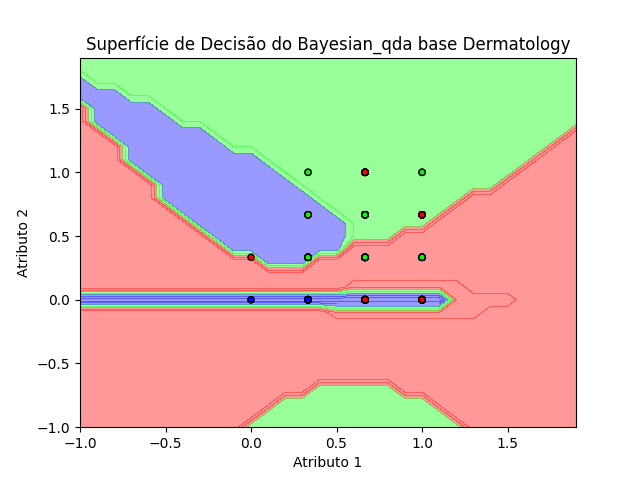 Superfície de Decisão do Bayesian_qda base Dermatology
Atributo 2
1.5
1.0
0.5
0.0
−0.5
−1.0
−1.0 −0.5 0.0 0.5 1.0 1.5
Atributo 1